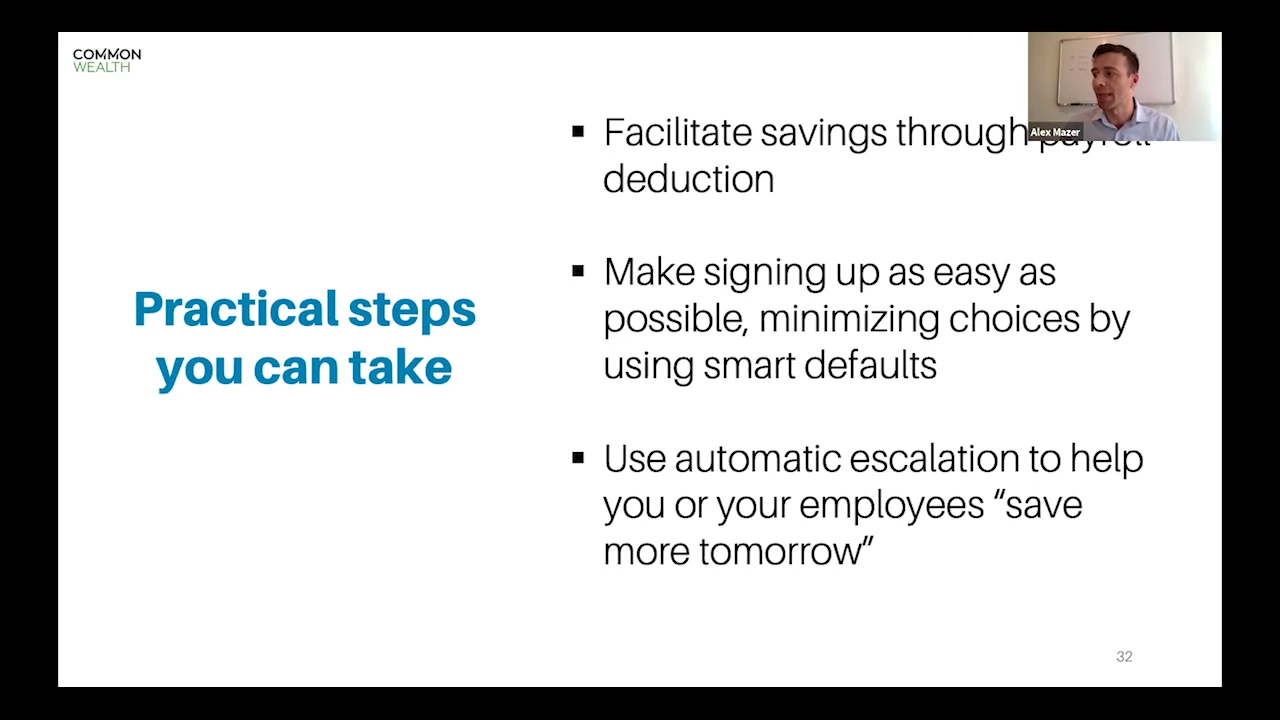 COMMON
WEALTH
Alex Mazer
Facilitate savings through payroll
deduction
Practical steps
you can take
Make signing up as easy as
possible, minimizing choices by
using smart defaults
Use automatic escalation to help
you or your employees “save
more tomorrow”
32